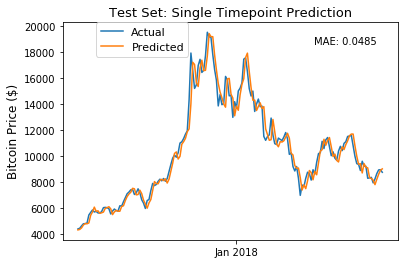 Test Set: Single Timepoint Prediction
Actual
Predicted
MAE: 0.0485
Bitcoin Price ($)
20000
18000
16000
14000
12000
10000
8000
6000
4000
Jan 2018